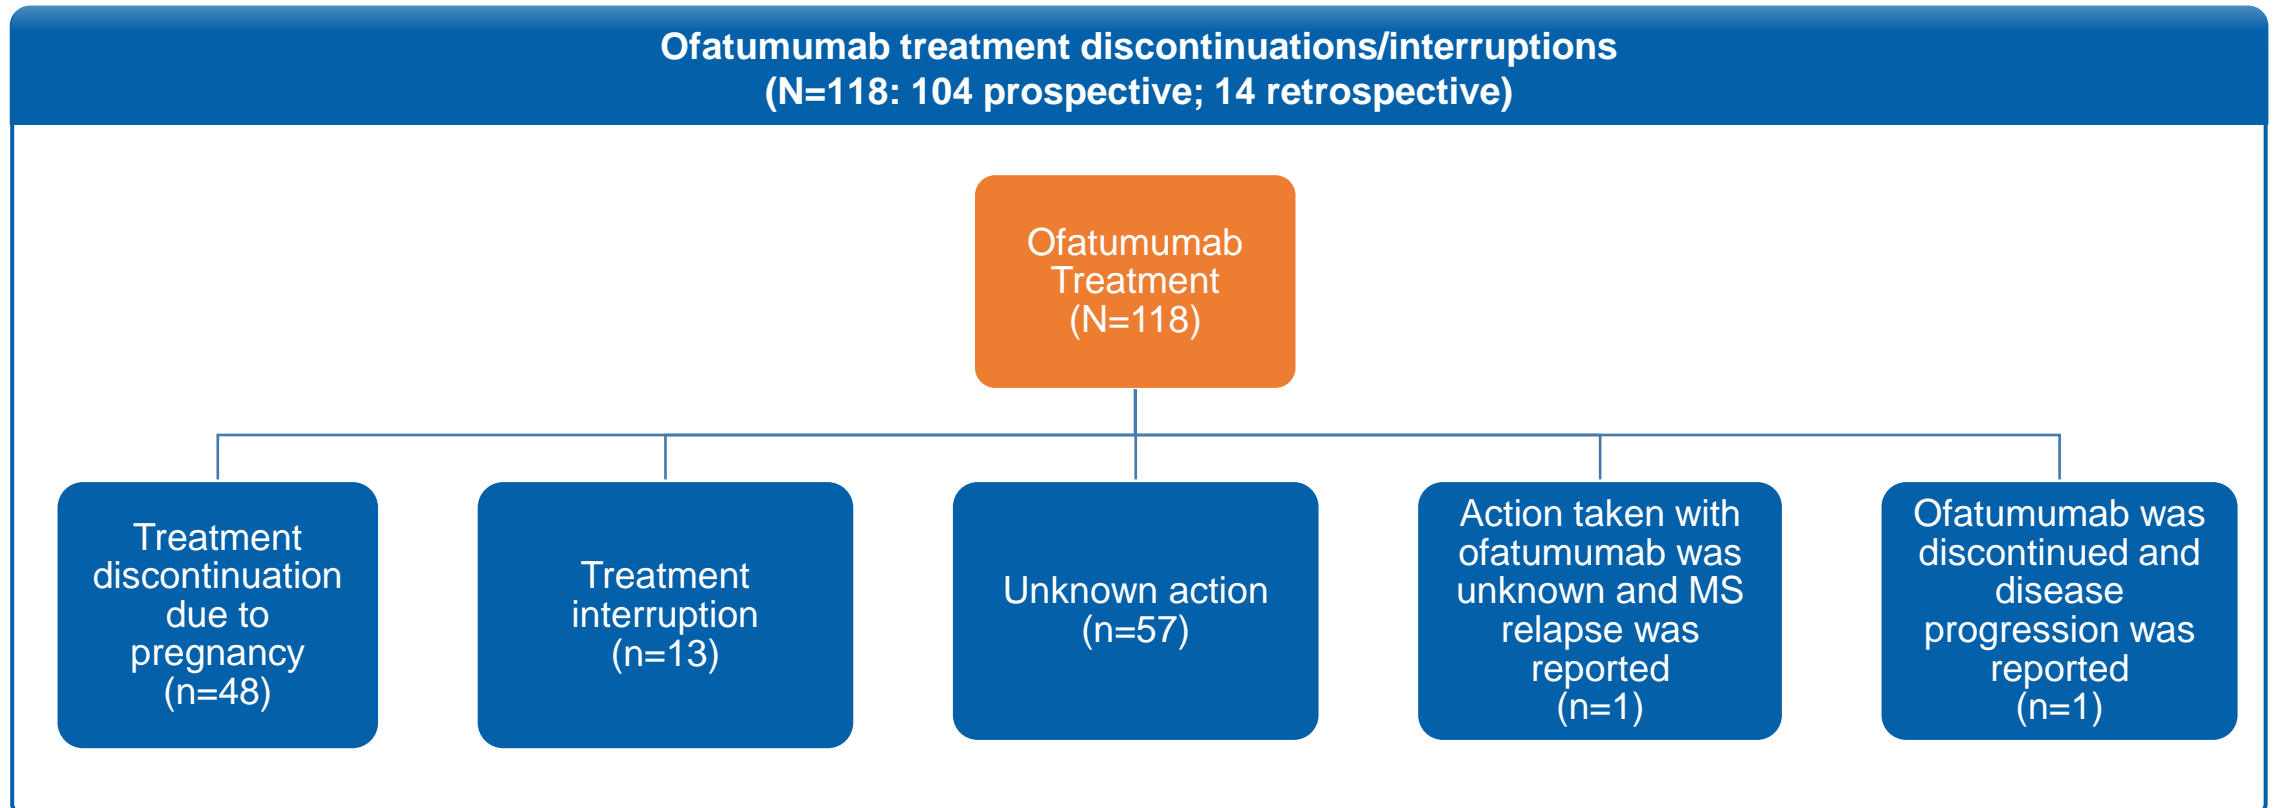 Ofatumumab treatment discontinuations/interruptions
(N=118: 104 prospective; 14 retrospective)
Ofatumumab
Treatment
(N=118)
Treatment
discontinuation
due to
pregnancy
(n=48)
Treatment
interruption
(n=13)
Unknown action
(n=57)
Action taken with
ofatumumab was
unknown and MS
relapse was
reported
(n=1)
Ofatumumab was
discontinued and
disease
progression was
reported
(n=1)